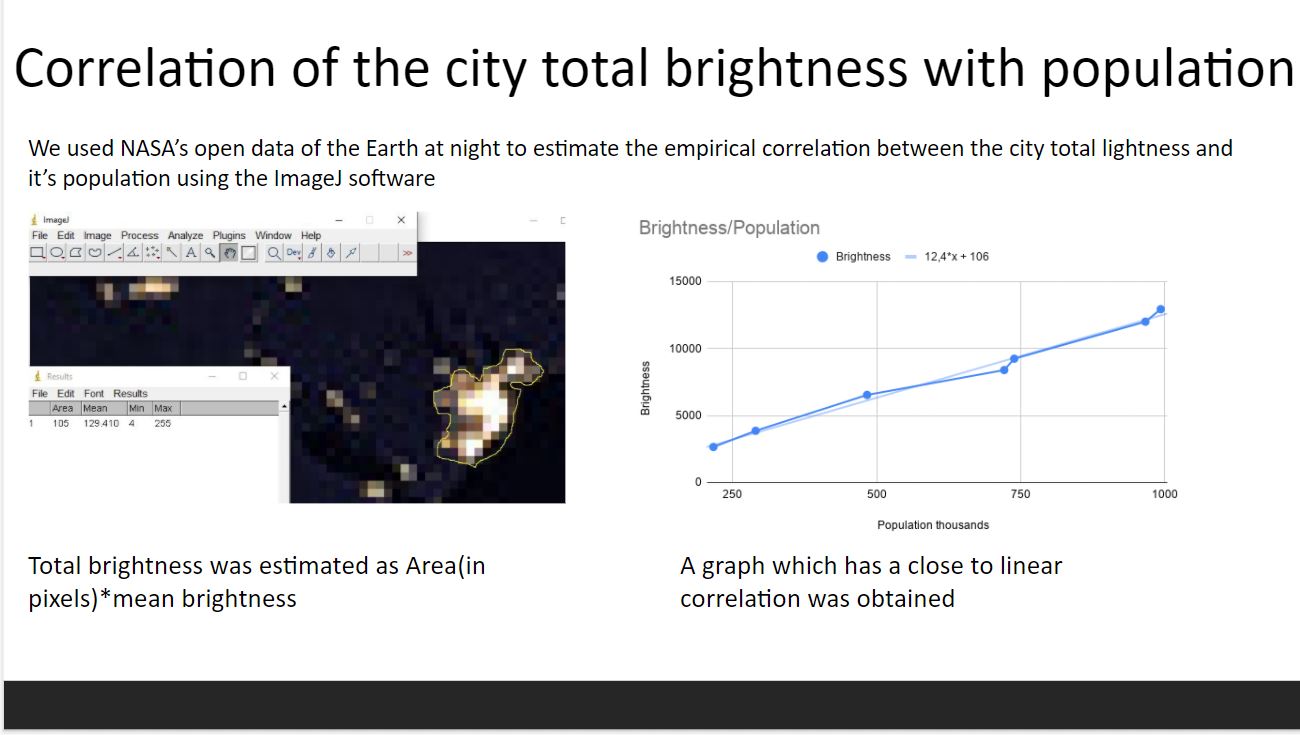 Correlation of the city total brightness with population
We used NASA's open data of the Earth at night to estimate the empirical correlation between the city total lightness and
it's population using the ImageJ software
ImageJ
File Edit Image Process Analyze Plugins Window Help
A Dev >>
Results
File Edit Font Results
Area Mean Min Max
1 105 129.410 4 255
Brightness/Population
Brightness 12,4*x + 106
15000
10000
5000
0
Brightness
250 500 750 1000
Population thousands
Total brightness was estimated as Area(in
pixels)*mean brightness
A graph which has a close to linear
correlation was obtained